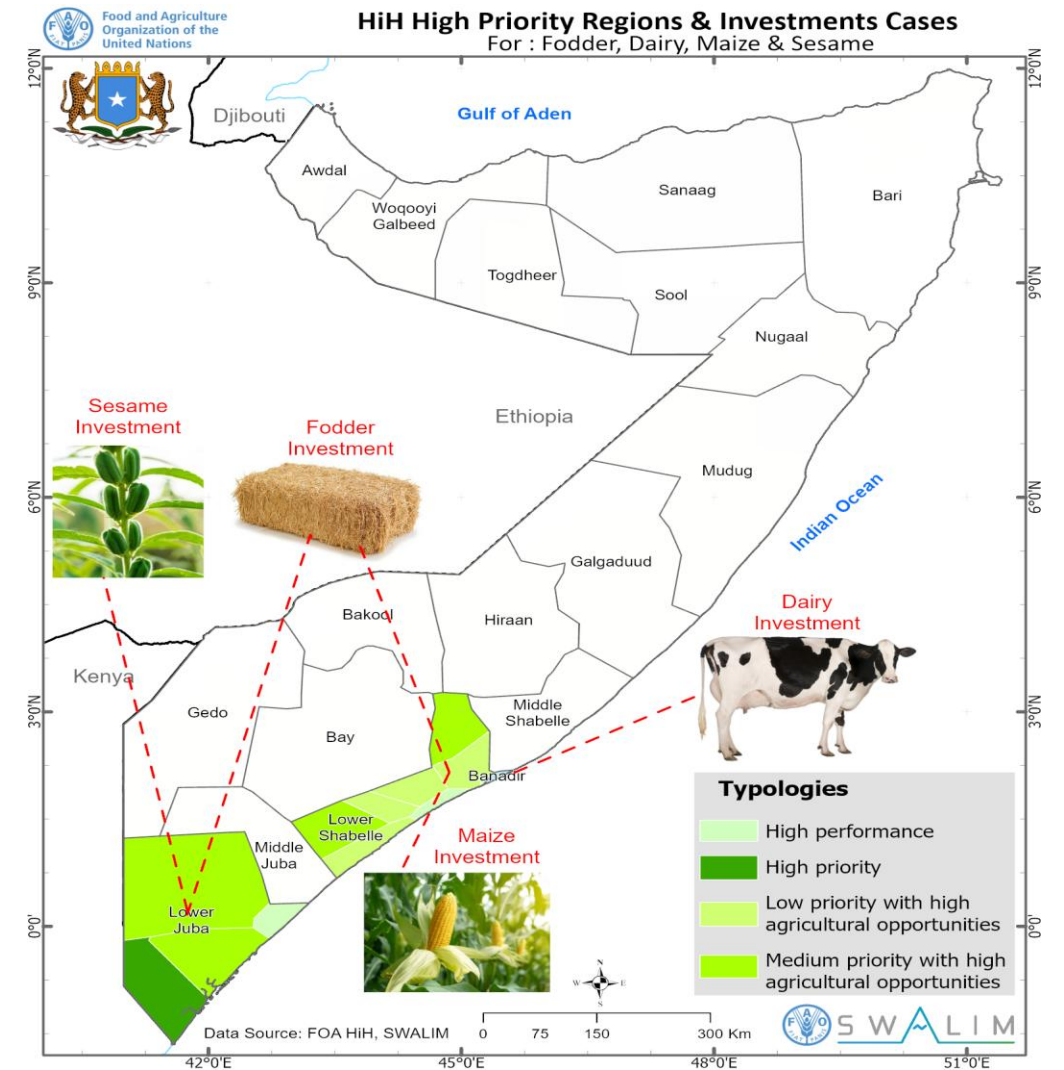 Food and Agriculture
Organization of the
United Nations
HiH High Priority Regions & Investments Cases
For : Fodder, Dairy, Maize & Sesame
12°0'N
9°0'N
6°0'N
3°0'N
0°0'
12°0'N
9°0'N
6°0'N
3°0'N
0°0'
Djibouti
Gulf of Aden
Awdal
Woqooyi
Galbeed
Sanaag
Bari
Togdheer
Sool
Nugaal
Ethiopia
Mudug
Indian Ocean
Sesame
Investment
Fodder
Investment
Galgaduud
Dairy
Investment
Bakool
Hiraan
Kenya
Gedo
Bay
Middle
Shabelle
Banadir
Lower
Shabelle
Middle
Juba
Maize
Investment
Lower
Juba
Typologies
High performance
High priority
Low priority with high
agricultural opportunities
Medium priority with high
agricultural opportunities
N
W E
S
Data Source: FOA HiH, SWALIM
0 75 150 300 Km
FAO
FIAT PANIS
SWALIM
42°0'E 45°0'E 48°0'E 51°0'E